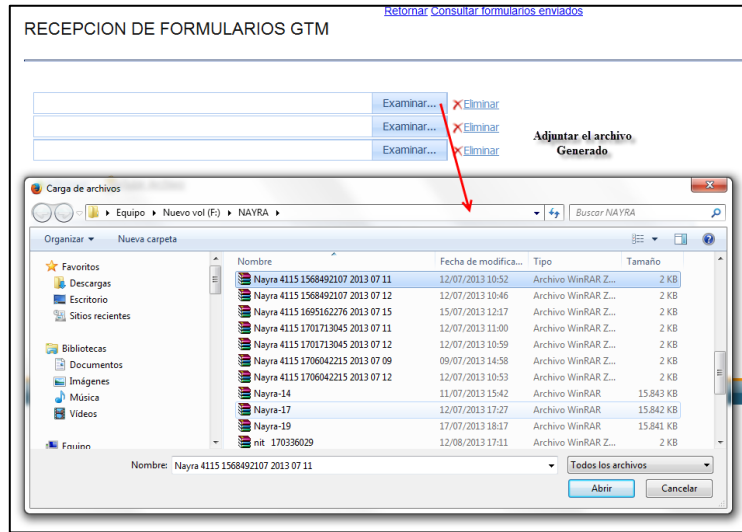 Retornar Consultar formularios enviados
RECEPCION DE FORMULARIOS GTM
Examinar... Eliminar
Examinar... Eliminar
Examinar... Eliminar
Adjuntar el archivo
Generado
Carga de archivos
Equipo Nuevo vol (F:) NAYRA
Buscar NAYRA
Organizar Nueva carpeta
Favoritos
Descargas
Escritorio
Sitios recientes
Bibliotecas
Documentos
Imágenes
Música
Vídeos
Equipo
Nombre Fecha de modifica... Tipo Tamaño
Nayra 4115 1568492107 2013 07 11 12/07/2013 10:52 Archivo WinRAR Z... 2 KB
Nayra 4115 1568492107 2013 07 12 12/07/2013 10:46 Archivo WinRAR Z... 2 KB
Nayra 4115 1695162276 2013 07 15 15/07/2013 12:17 Archivo WinRAR Z... 2 KB
Nayra 4115 1701713045 2013 07 11 12/07/2013 11:00 Archivo WinRAR Z... 2 KB
Nayra 4115 1701713045 2013 07 12 12/07/2013 10:59 Archivo WinRAR Z... 2 KB
Nayra 4115 1706042215 2013 07 09 09/07/2013 14:58 Archivo WinRAR Z... 2 KB
Nayra 4115 1706042215 2013 07 12 12/07/2013 10:53 Archivo WinRAR Z... 2 KB
Nayra-14 11/07/2013 15:42 Archivo WinRAR 15.843 KB
Nayra-17 12/07/2013 17:27 Archivo WinRAR 15.842 KB
Nayra-19 17/07/2013 18:17 Archivo WinRAR 15.841 KB
nit 170336029 12/08/2013 17:11 Archivo WinRAR Z... 2 KB
Nombre: Nayra 4115 1568492107 2013 07 11
Todos los archivos
Abrir Cancelar